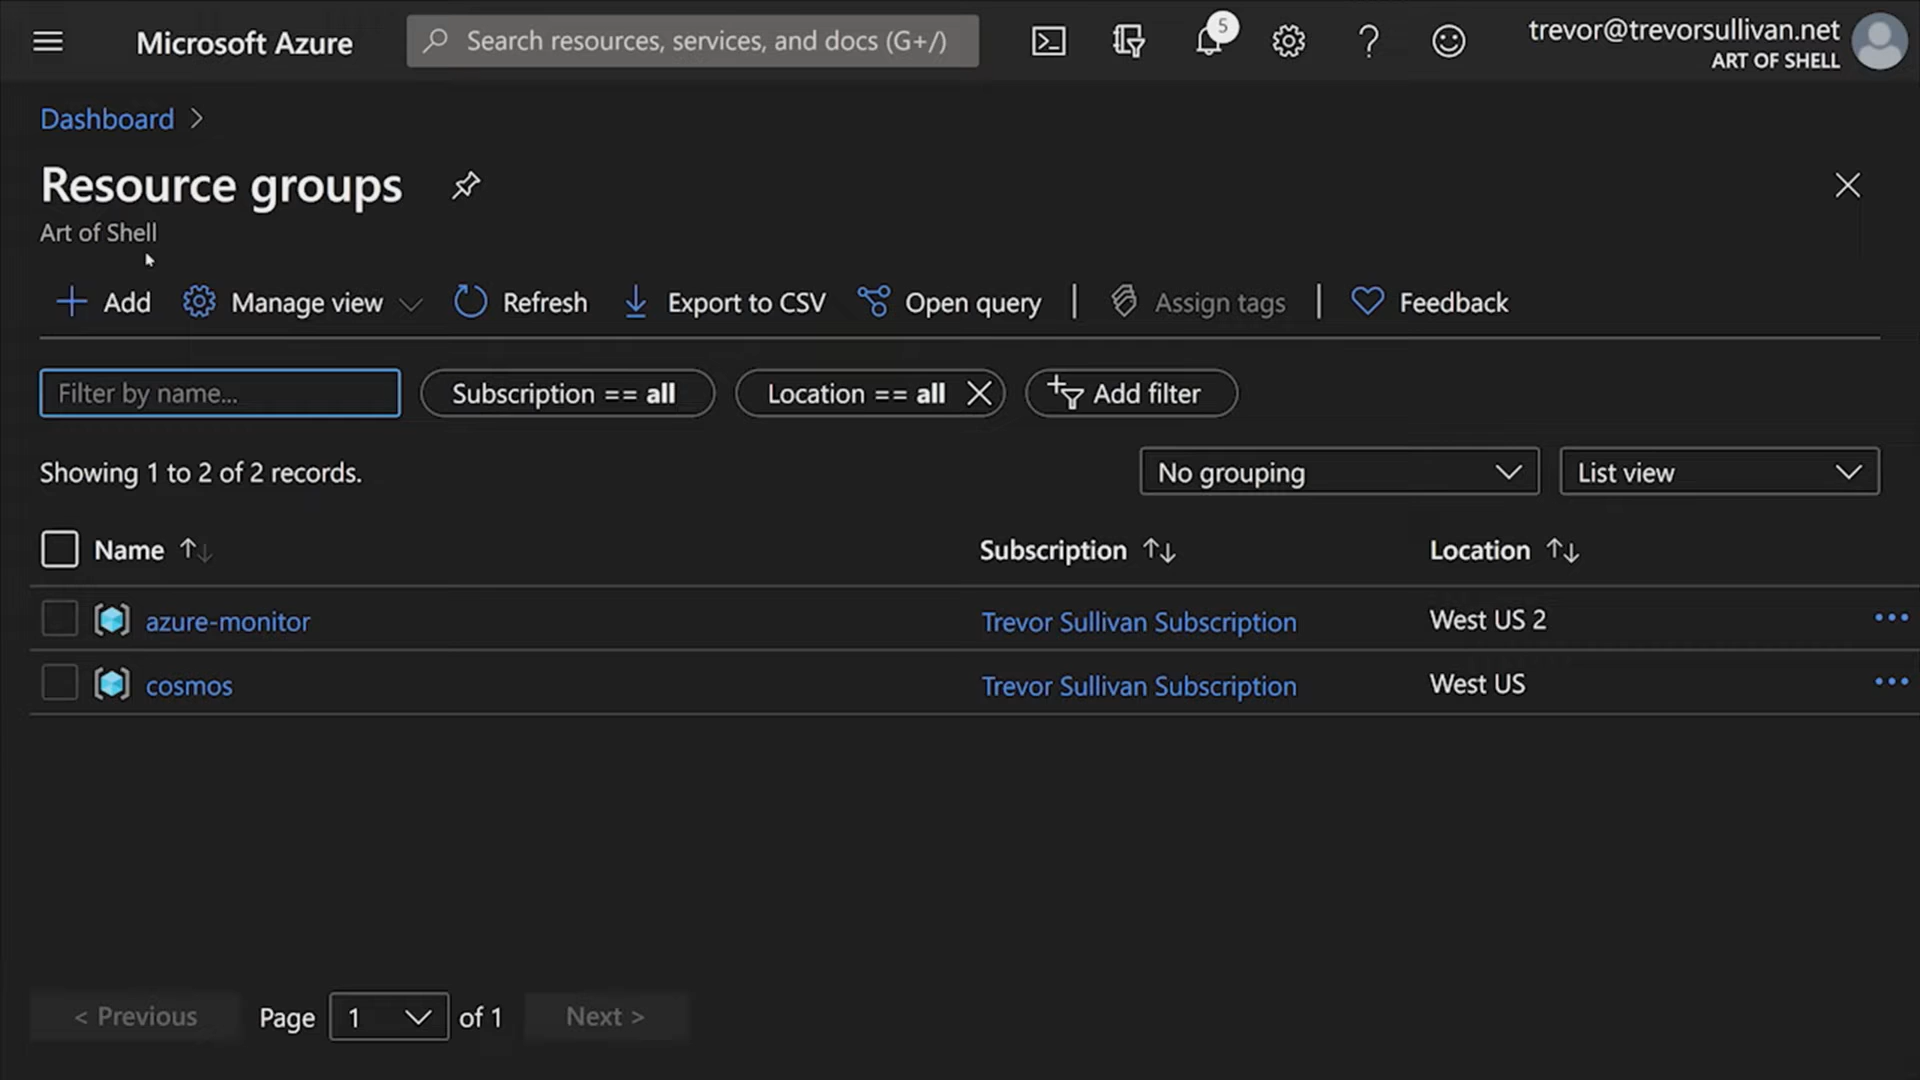 Microsoft Azure
Search resources, services, and docs (G+/)
5
trevor@trevorsullivan.net
ART OF SHELL
Dashboard >
Resource groups
Art of Shell
+ Add
Manage view
Refresh
Export to CSV
Open query
Assign tags
Feedback
Filter by name...
Subscription == all
Location == all
Add filter
Showing 1 to 2 of 2 records.
No grouping
List view
Name ↑↓
Subscription ↑↓
Location ↑↓
azure-monitor
Trevor Sullivan Subscription
West US 2
cosmos
Trevor Sullivan Subscription
West US
< Previous
Page 1 of 1
Next >